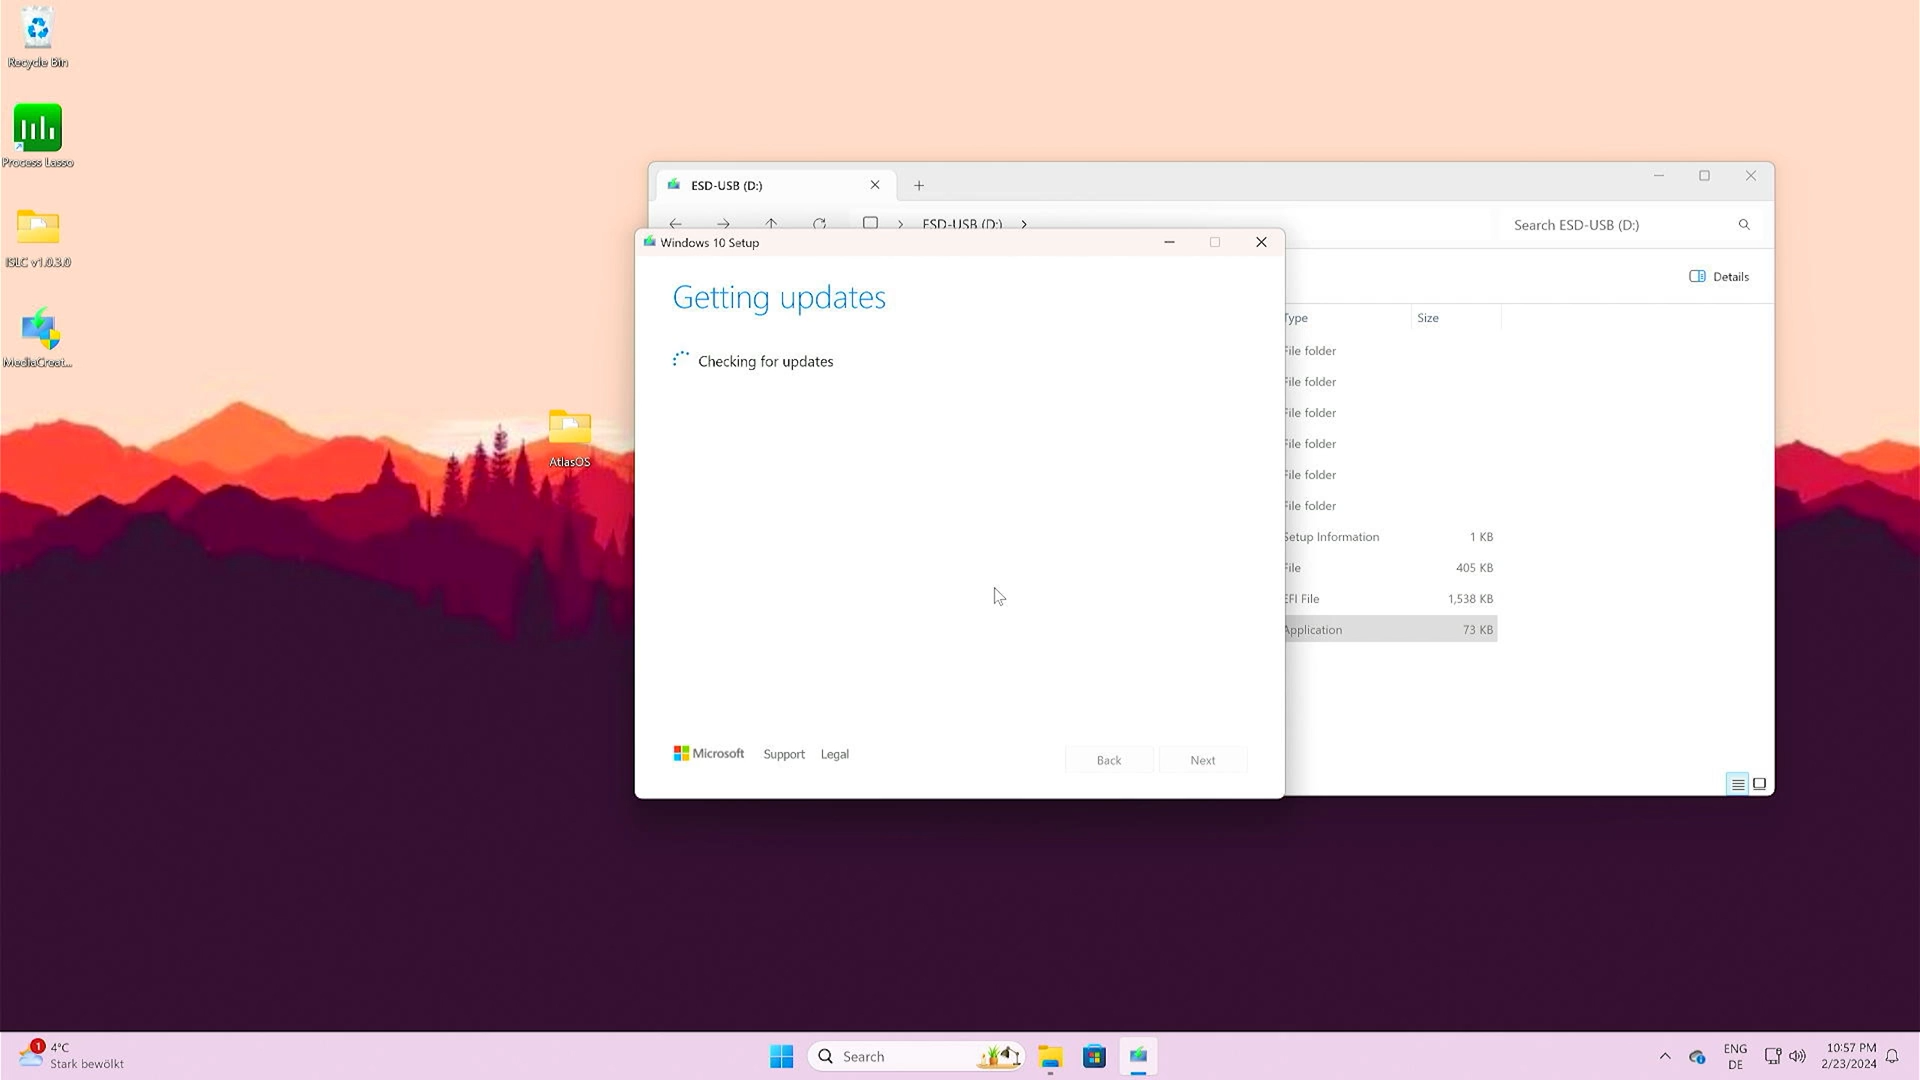 Recycle Bin
Process Lasso
ISLC v1.0.3.0
MediaCreat...
AtlasOS
ESD-USB (D:)
ESD-USB (D:)
Search ESD-USB (D:)
Details
Windows 10 Setup
Getting updates
Checking for updates
Microsoft
Support
Legal
Back
Next
Type
Size
File folder
File folder
File folder
File folder
File folder
File folder
Setup Information
1 KB
File
405 KB
EFI File
1,538 KB
Application
73 KB
1
4°C
Stark bewölkt
Search
ENG
DE
10:57 PM
2/23/2024